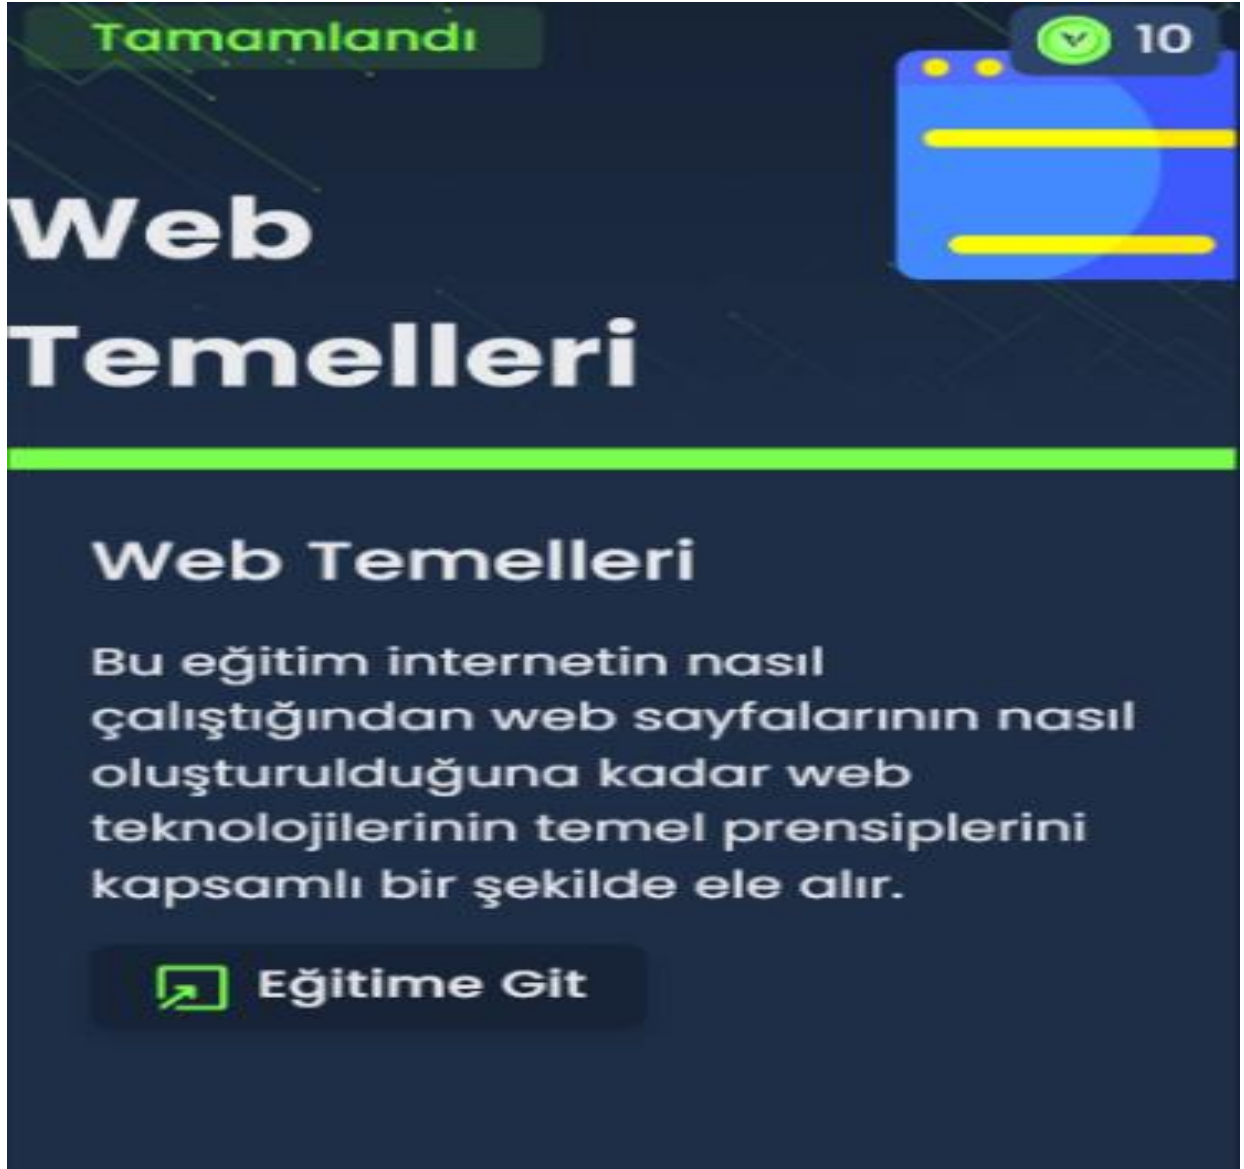 Tamamlandı
10
Web
Temelleri
Web Temelleri
Bu eğitim internetin nasıl
çalıştığından web sayfalarının nasıl
oluşturulduğuna kadar web
teknolojilerinin temel prensiplerini
kapsamlı bir şekilde ele alır.
Eğitime Git